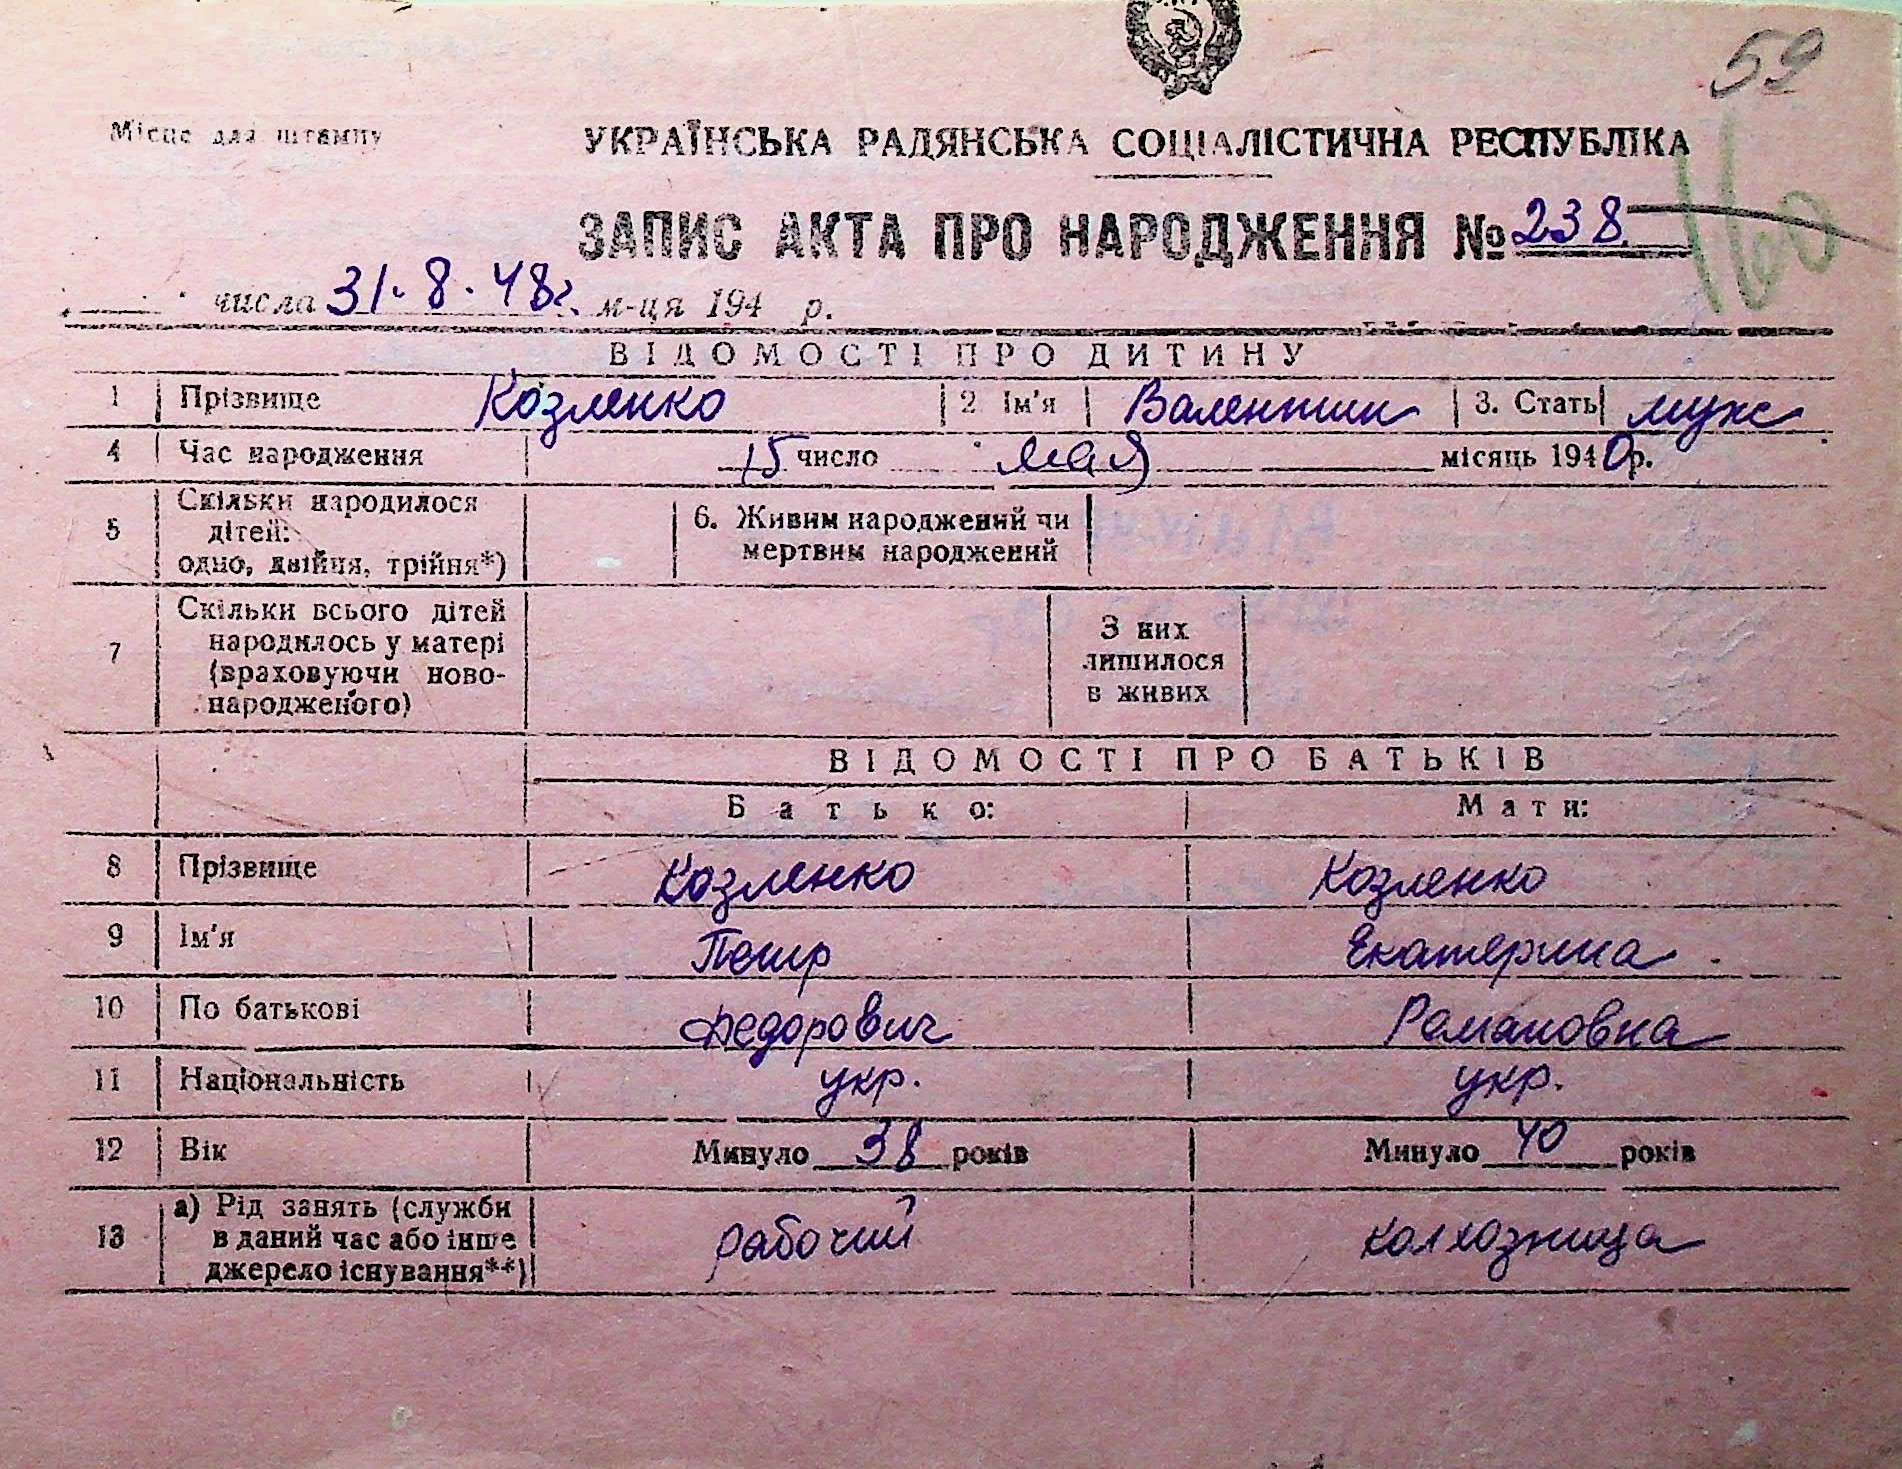 59
Місце для штампу
УКРАЇНСЬКА РАДЯНСЬКА СОЦІАЛІСТИЧНА РЕСПУБЛІКА
160
ЗАПИС АКТА ПРО НАРОДЖЕННЯ № 238
числа 31. 8. 48г. м-ця 194 р.
ВІДОМОСТІ ПРО ДИТИНУ
1 Прізвище Козленко 2 Ім'я Валентин 3. Стать муж
4 Час народження 15 число мая місяць 1940 р.
5 Скільки народилося дітей: одно, двійня, трійня*) 6. Живим народжений чи мертвим народжений
7 Скільки всього дітей народилось у матері (враховуючи ново-народженого) З них лишилося в живих
ВІДОМОСТІ ПРО БАТЬКІВ
Батько: Мати:
8 Прізвище Козленко Козленко
9 Ім'я Петр Екатерина
10 По батькові Федорович Романовна
11 Національність укр. укр.
12 Вік Минуло 38 років Минуло 40 років
13 а) Рід занять (служби в даний час або інше джерело існування**) рабочий колхозница